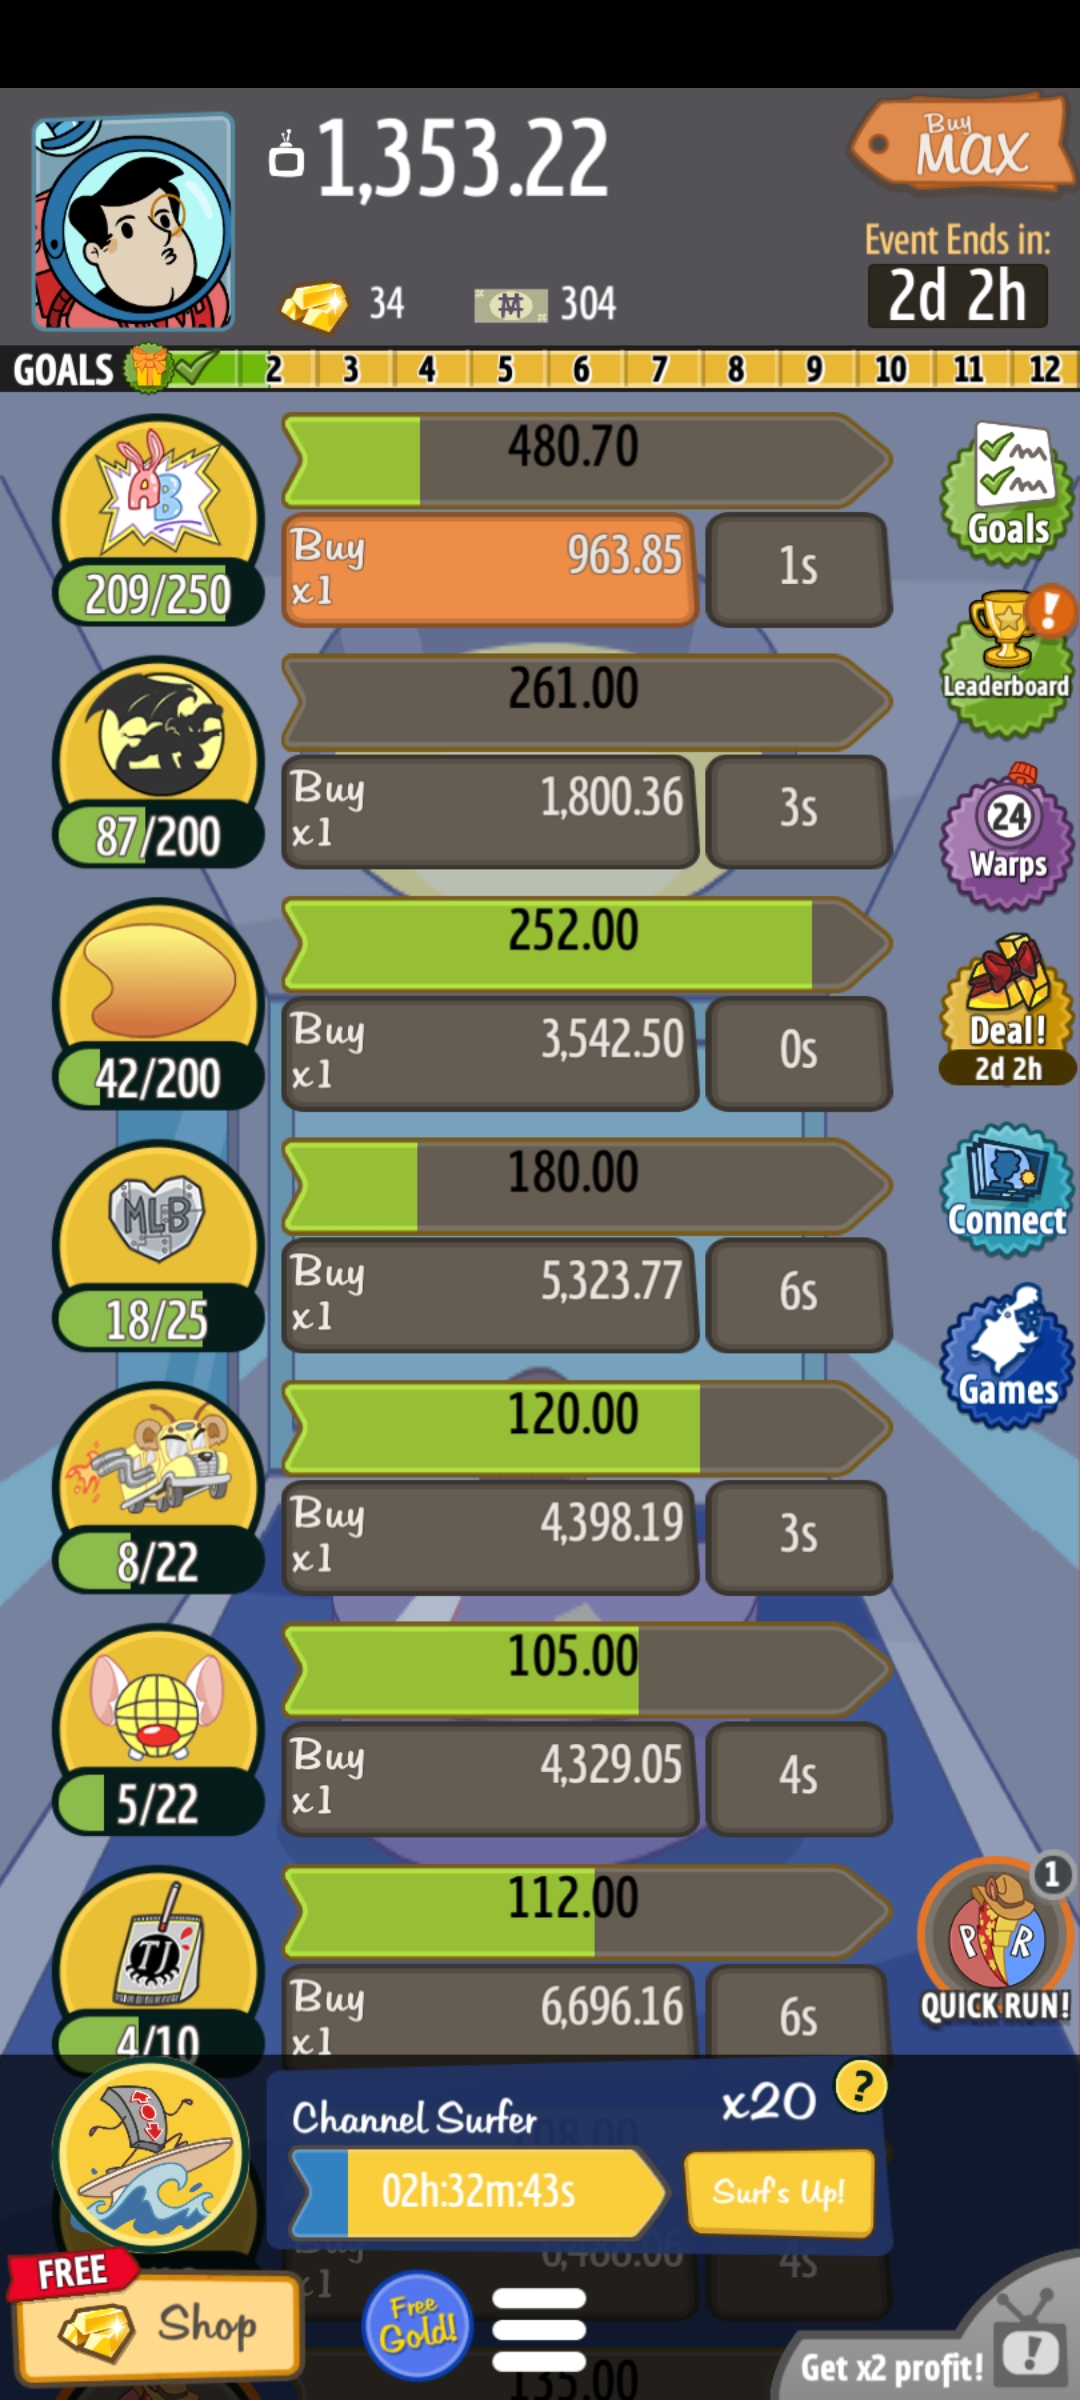 1,353.22
Buy
MAX
Event Ends in:
2d 2h
34
304
GOALS 2 3 4 5 6 7 8 9 10 11 12
AB
209/250
480.70
Buy
x1
963.85
1s
Goals
87/200
261.00
Buy
x1
1,800.36
3s
Leaderboard
24
Warps
42/200
252.00
Buy
x1
3,542.50
0s
Deal!
2d 2h
MLB
18/25
180.00
Buy
x1
5,323.77
6s
Connect
8/22
120.00
Buy
x1
4,398.19
3s
Games
5/22
105.00
Buy
x1
4,329.05
4s
TJ
4/10
112.00
Buy
x1
6,696.16
6s
1
P R
QUICK RUN!
Channel Surfer
x20
?
02h:32m:43s
Surf's Up!
Buy
x1
4s
FREE
Shop
Free
Gold!
135.00
Get x2 profit!